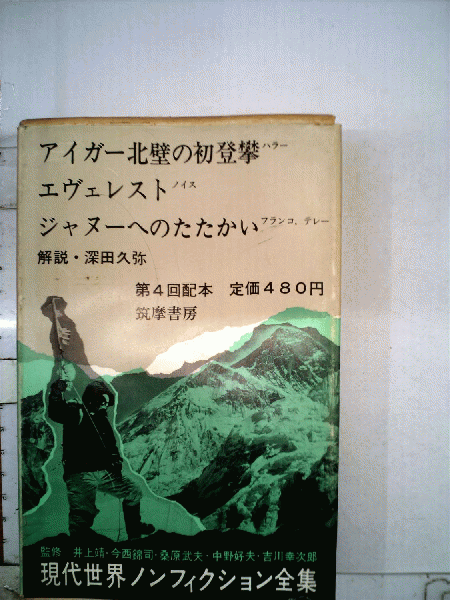 アイガー北壁の初登攀 ハラー
エヴェレスト ノイス
ジャヌーへのたたかい フランコ、テレー
解説・深田久弥
第4回配本 定価480円
筑摩書房
監修 井上靖・今西錦司・桑原武夫・中野好夫・吉川幸次郎
現代世界ノンフィクション全集